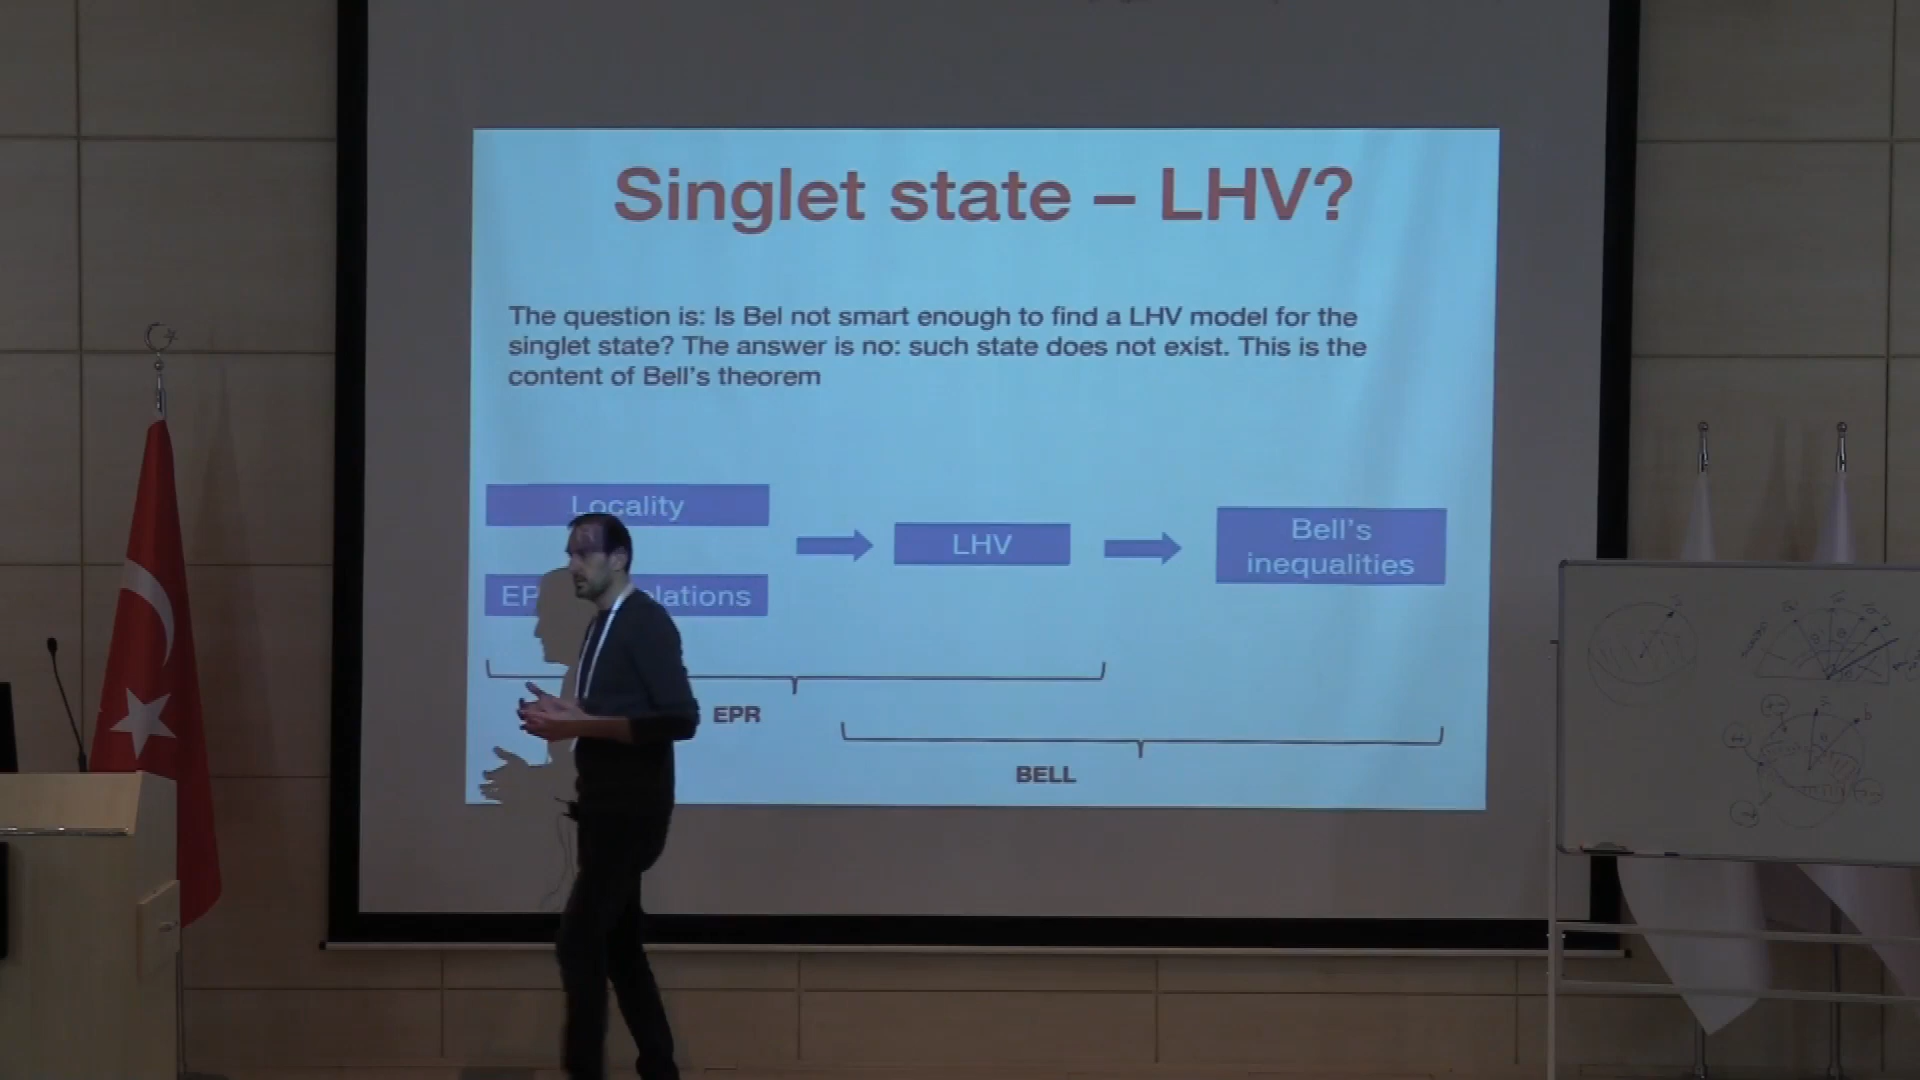 Singlet state – LHV?
The question is: Is Bel not smart enough to find a LHV model for the
singlet state? The answer is no: such state does not exist. This is the
content of Bell's theorem
Locality
LHV
Bell's
inequalities
EPR
BELL